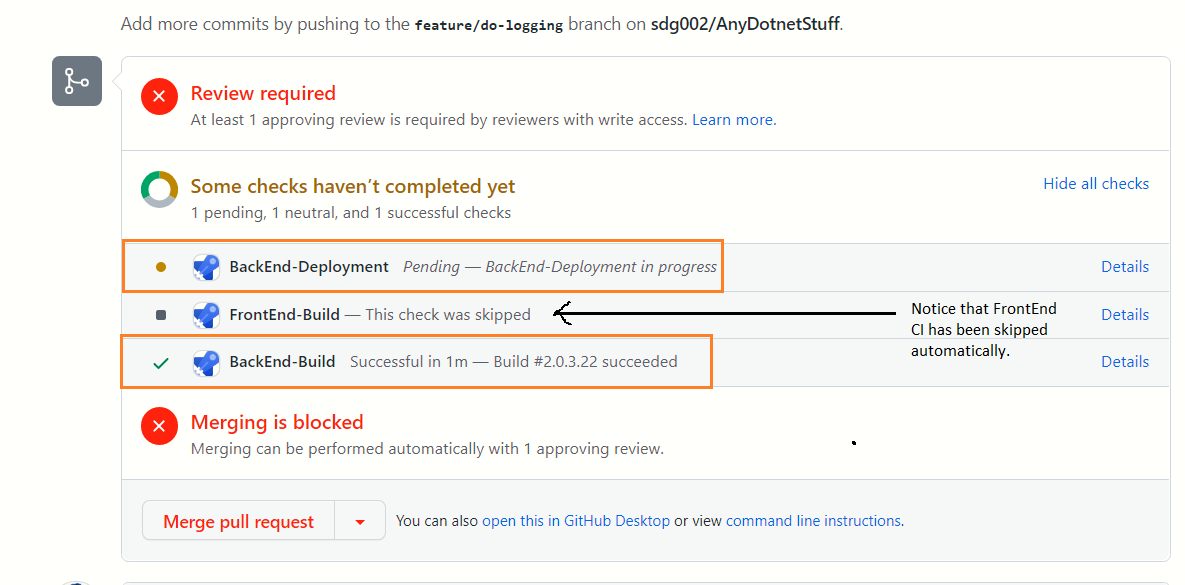 Add more commits by pushing to the feature/do-logging branch on sdg002/AnyDotnetStuff.
Review required
At least 1 approving review is required by reviewers with write access. Learn more.
Some checks haven’t completed yet
Hide all checks
1 pending, 1 neutral, and 1 successful checks
BackEnd-Deployment Pending — BackEnd-Deployment in progress
Details
FrontEnd-Build — This check was skipped
Details
Notice that FrontEnd
CI has been skipped
automatically.
BackEnd-Build Successful in 1m — Build #2.0.3.22 succeeded
Details
Merging is blocked
Merging can be performed automatically with 1 approving review.
Merge pull request
You can also open this in GitHub Desktop or view command line instructions.